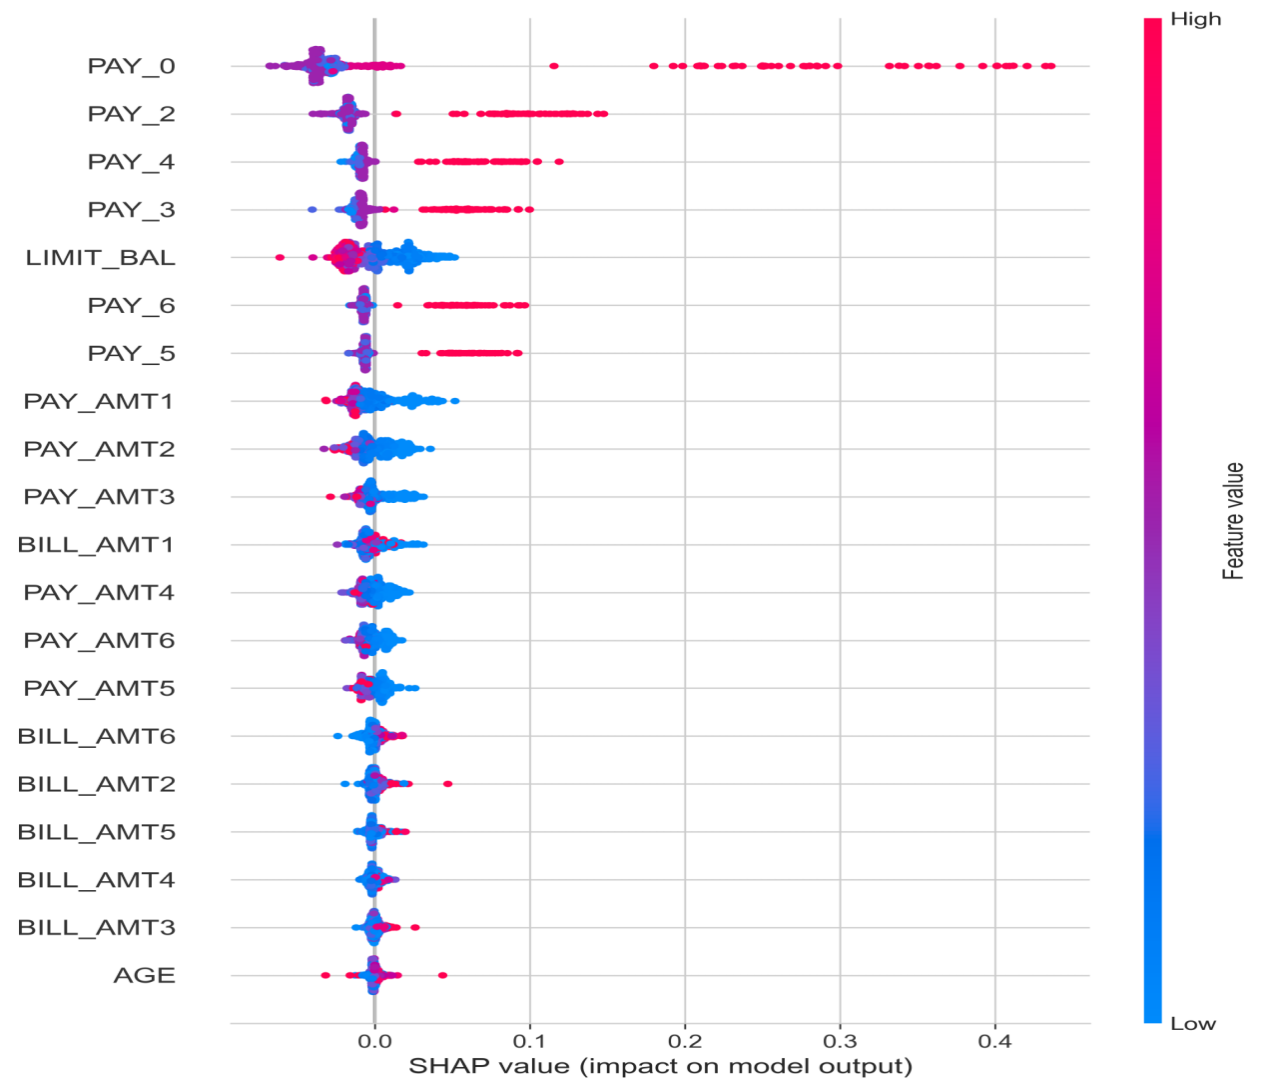 High
PAY_0
PAY_2
PAY_4
PAY_3
LIMIT_BAL
PAY_6
PAY_5
PAY_AMT1
PAY_AMT2
PAY_AMT3
BILL_AMT1
PAY_AMT4
PAY_AMT6
PAY_AMT5
BILL_AMT6
BILL_AMT2
BILL_AMT5
BILL_AMT4
BILL_AMT3
AGE
Feature value
Low
0.0 0.1 0.2 0.3 0.4
SHAP value (impact on model output)